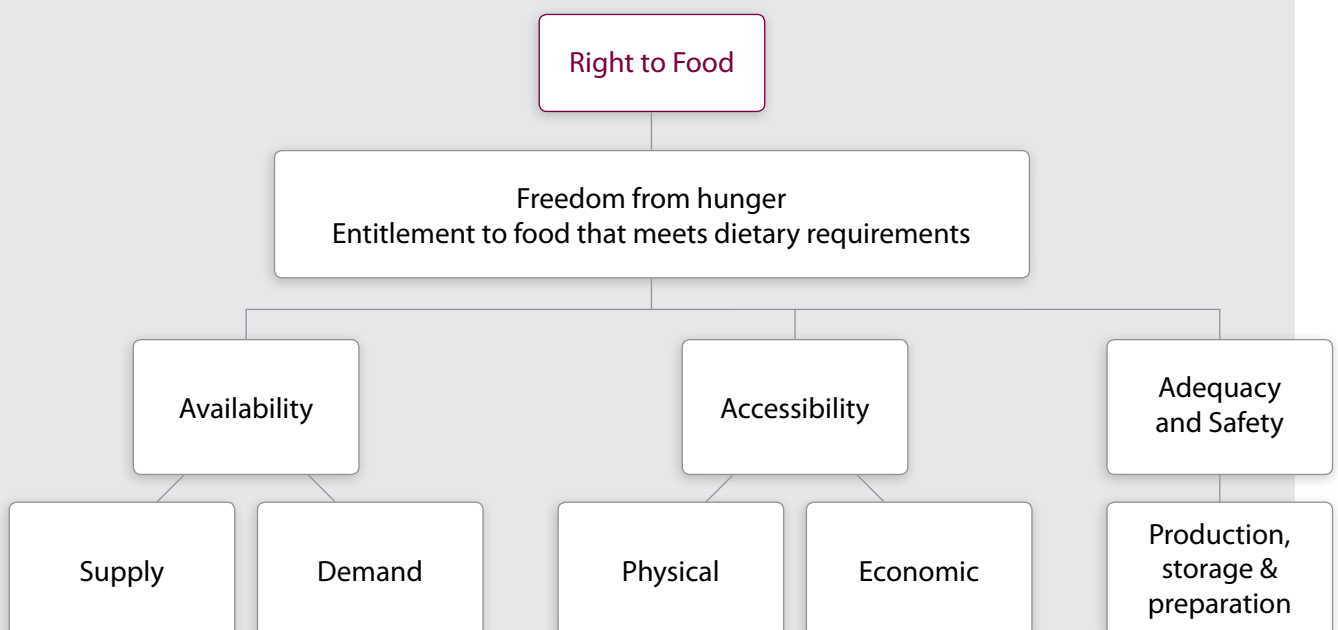 Right to Food
Freedom from hunger
Entitlement to food that meets dietary requirements
Availability
Accessibility
Adequacy
and Safety
Supply
Demand
Physical
Economic
Production,
storage &
preparation